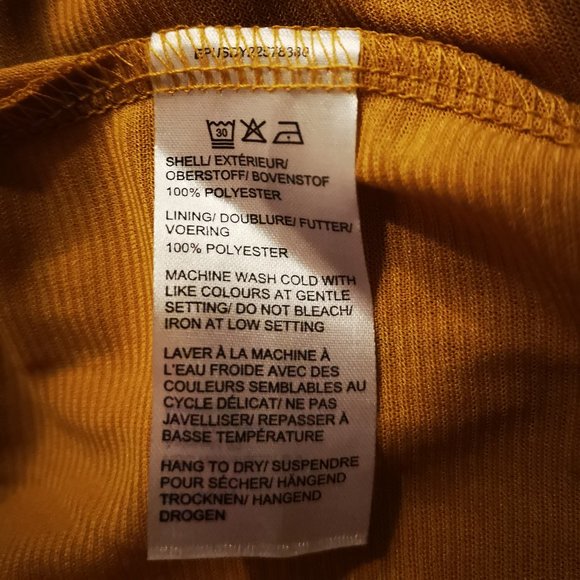 30
SHELL/ EXTÉRIEUR/
OBERSTOFF/ BOVENSTOF
100% POLYESTER
LINING/ DOUBLURE/ FUTTER/
VOERING
100% POLYESTER
MACHINE WASH COLD WITH
LIKE COLOURS AT GENTLE
SETTING/ DO NOT BLEACH/
IRON AT LOW SETTING
LAVER À LA MACHINE À
L'EAU FROIDE AVEC DES
COULEURS SEMBLABLES AU
CYCLE DÉLICAT/ NE PAS
JAVELLISER/ REPASSER À
BASSE TEMPÉRATURE
HANG TO DRY/ SUSPENDRE
POUR SÉCHER/ HÄNGEND
TROCKNEN/ HANGEND
DROGEN